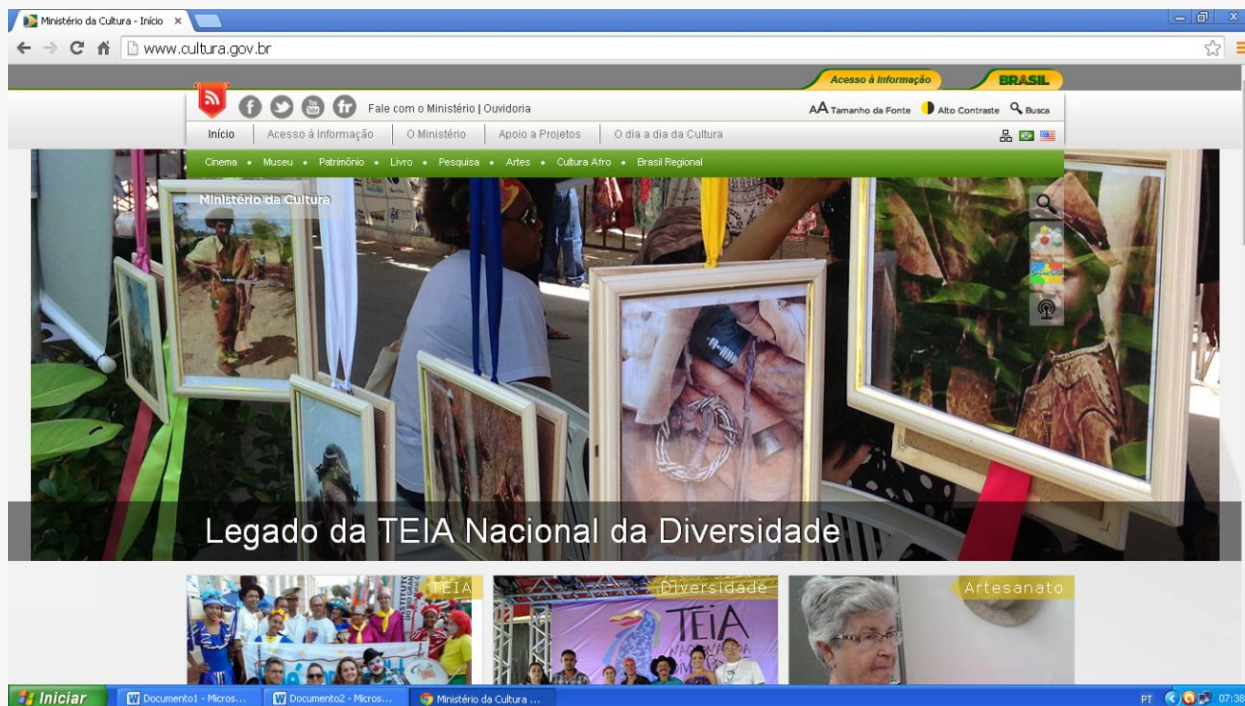 Ministério da Cultura - Início
www.cultura.gov.br
Acesso à Informação BRASIL
Fale com o Ministério | Ouvidoria AA Tamanho da Fonte Alto Contraste Busca
Início Acesso à Informação O Ministério Apoio a Projetos O dia a dia da Cultura
Cinema • Museu • Patrimônio • Livro • Pesquisa • Artes • Cultura Afro • Brasil Regional
Ministério da Cultura
Legado da TEIA Nacional da Diversidade
TEIA Diversidade Artesanato
TEIA
NACIONAL DA
Iniciar Documento1 - Micros... Documento2 - Micros... Ministério da Cultura ... PT 07:38